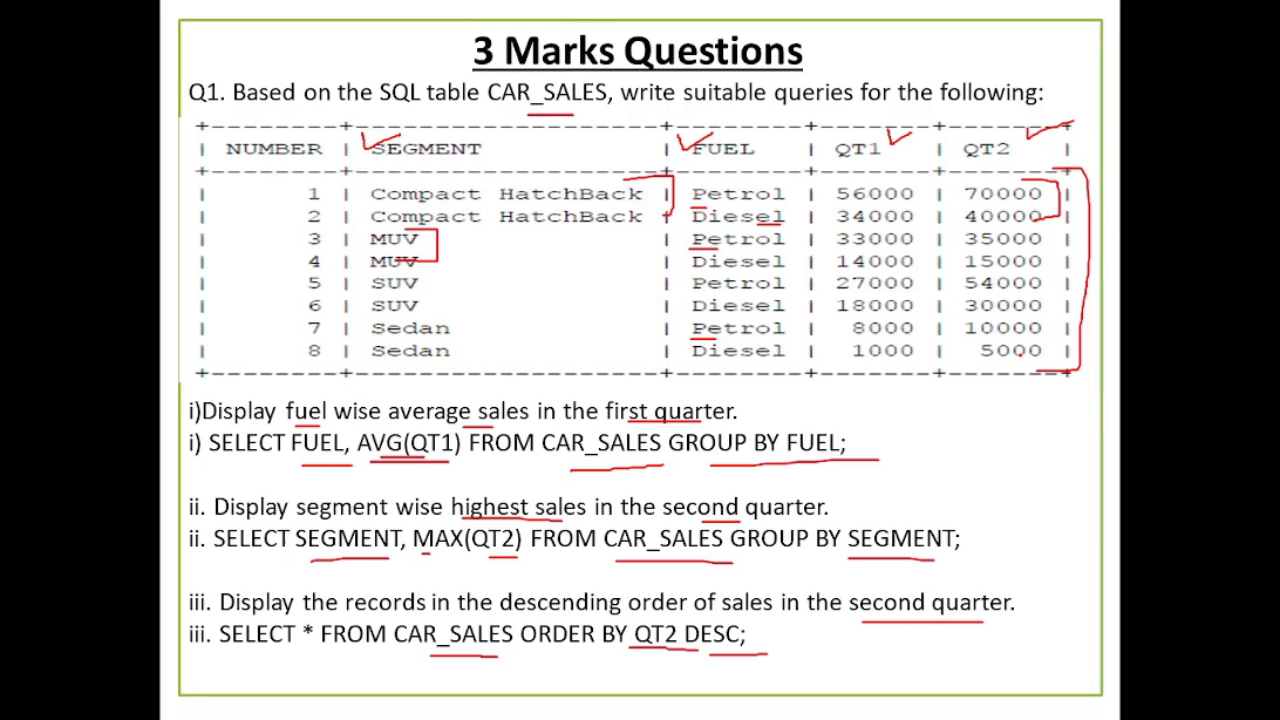 3 Marks Questions
Q1. Based on the SQL table CAR_SALES, write suitable queries for the following:
+--------+--------------------+--------+-------+-------+
| NUMBER | SEGMENT | FUEL | QT1 | QT2 |
+--------+--------------------+--------+-------+-------+
| 1 | Compact HatchBack | Petrol | 56000 | 70000 |
| 2 | Compact HatchBack | Diesel | 34000 | 40000 |
| 3 | MUV | Petrol | 33000 | 35000 |
| 4 | MUV | Diesel | 14000 | 15000 |
| 5 | SUV | Petrol | 27000 | 54000 |
| 6 | SUV | Diesel | 18000 | 30000 |
| 7 | Sedan | Petrol | 8000 | 10000 |
| 8 | Sedan | Diesel | 1000 | 5000 |
+--------+--------------------+--------+-------+-------+
i)Display fuel wise average sales in the first quarter.
i) SELECT FUEL, AVG(QT1) FROM CAR_SALES GROUP BY FUEL;
ii. Display segment wise highest sales in the second quarter.
ii. SELECT SEGMENT, MAX(QT2) FROM CAR_SALES GROUP BY SEGMENT;
iii. Display the records in the descending order of sales in the second quarter.
iii. SELECT * FROM CAR_SALES ORDER BY QT2 DESC;